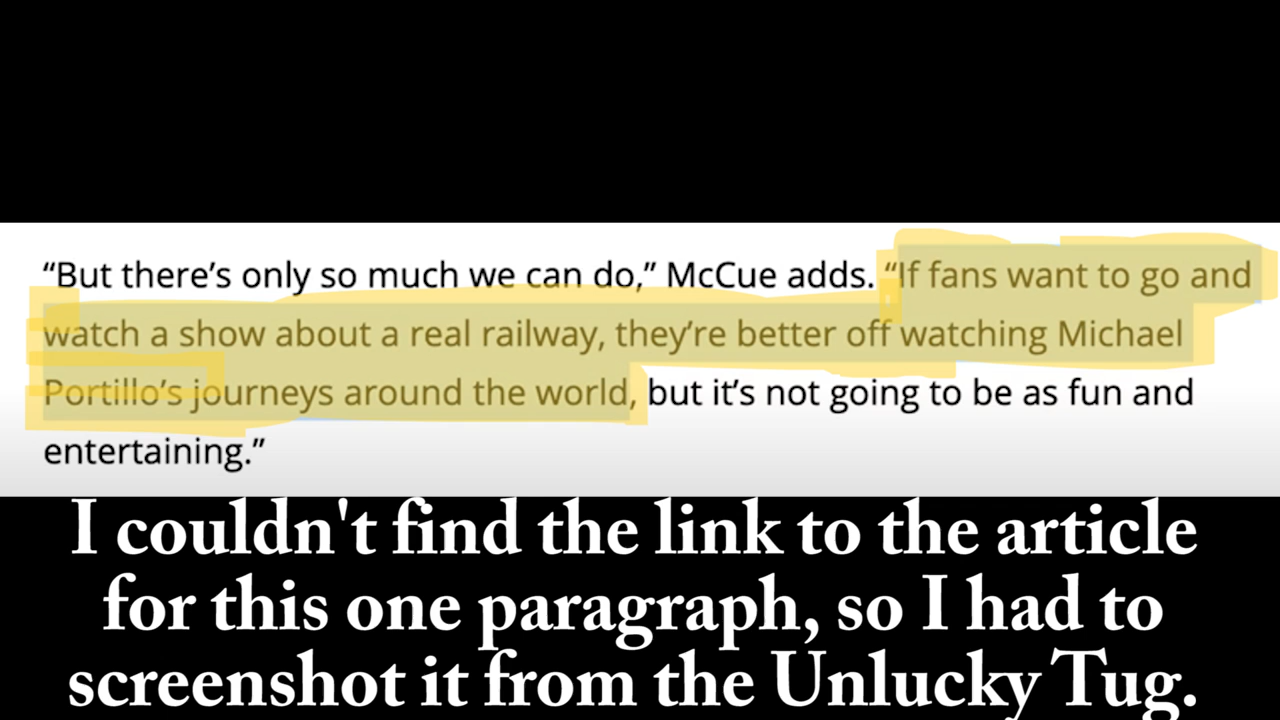 “But there’s only so much we can do,” McCue adds. “If fans want to go and
watch a show about a real railway, they’re better off watching Michael
Portillo’s journeys around the world, but it’s not going to be as fun and
entertaining.”
I couldn't find the link to the article
for this one paragraph, so I had to
screenshot it from the Unlucky Tug.